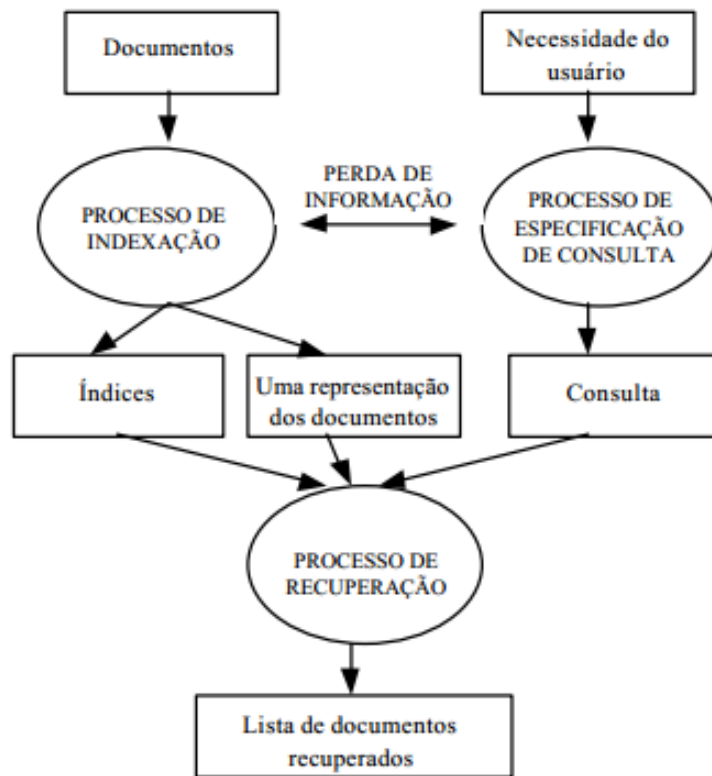 Documentos
Necessidade do
usuário
PERDA DE
INFORMAÇÃO
PROCESSO DE
INDEXAÇÃO
PROCESSO DE
ESPECIFICAÇÃO
DE CONSULTA
Índices
Uma representação
dos documentos
Consulta
PROCESSO DE
RECUPERAÇÃO
Lista de documentos
recuperados